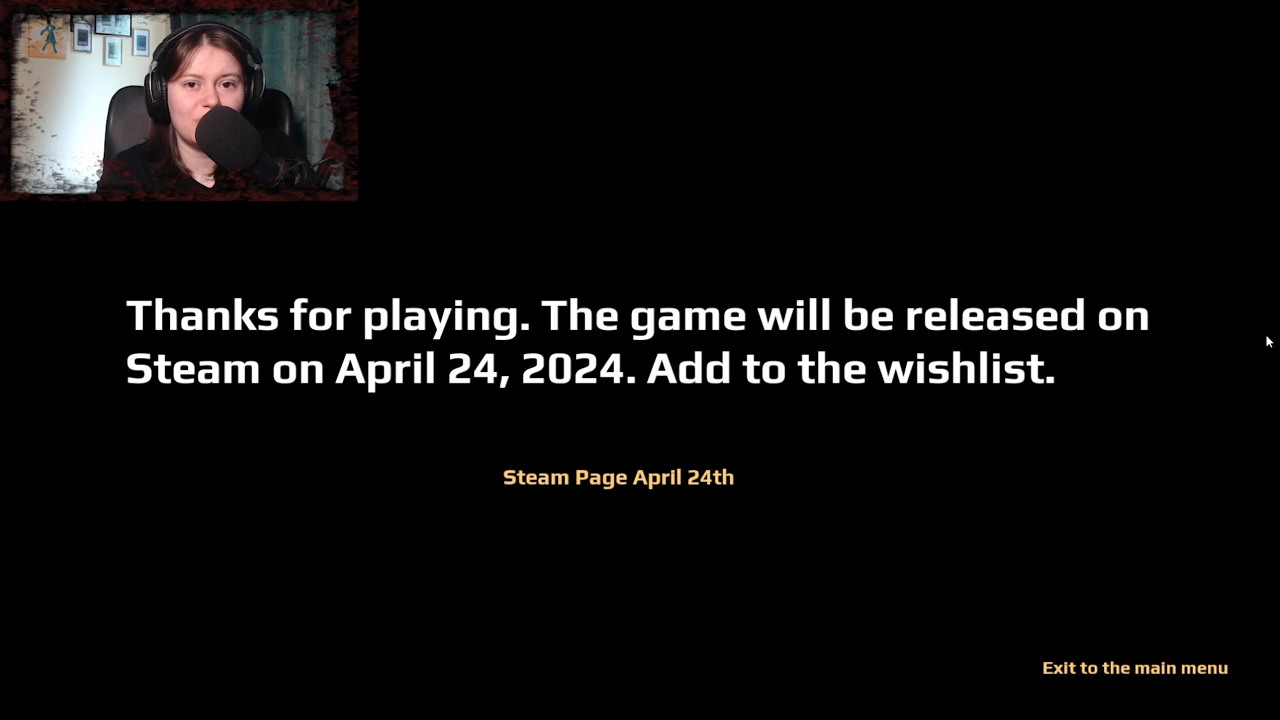 Thanks for playing. The game will be released on
Steam on April 24, 2024. Add to the wishlist.
Steam Page April 24th
Exit to the main menu